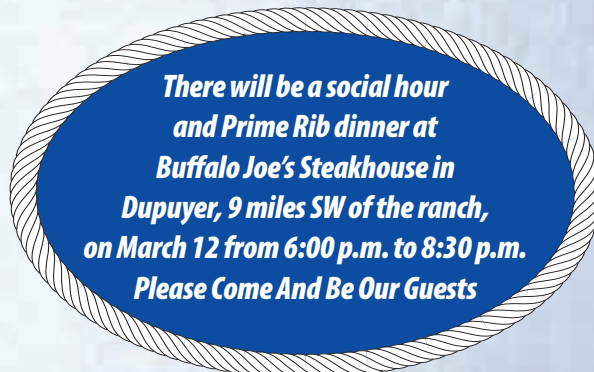 There will be a social hour
and Prime Rib dinner at
Buffalo Joe's Steakhouse in
Dupuyer, 9 miles SW of the ranch,
on March 12 from 6:00 p.m. to 8:30 p.m.
Please Come And Be Our Guests